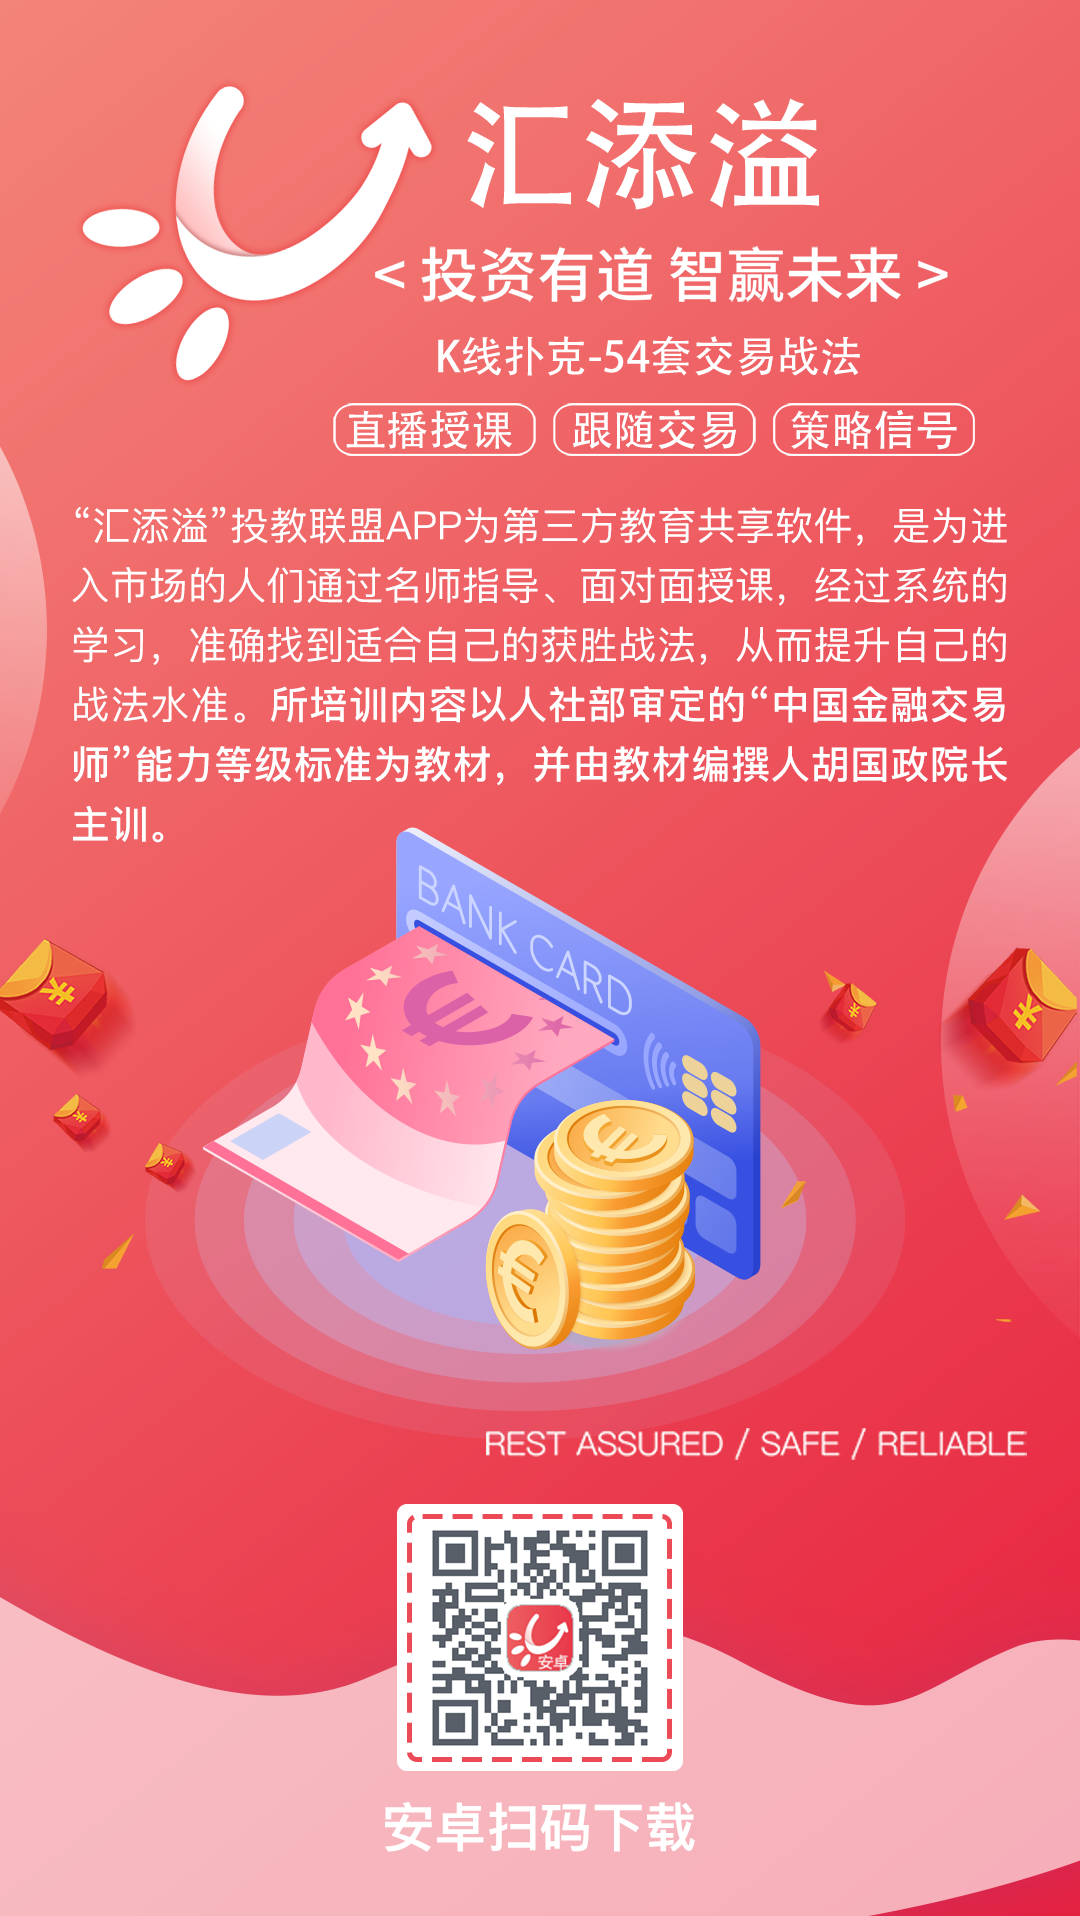 汇添溢
<投资有道 智赢未来>
K线扑克-54套交易战法
直播授课 跟随交易 策略信号
“汇添溢”投教联盟APP为第三方教育共享软件，是为进
入市场的人们通过名师指导、面对面授课，经过系统的
学习，准确找到适合自己的获胜战法，从而提升自己的
战法水准。所培训内容以人社部审定的“中国金融交易
师”能力等级标准为教材，并由教材编撰人胡国政院长
主训。
BANK CARD
REST ASSURED / SAFE / RELIABLE
安卓
安卓扫码下载